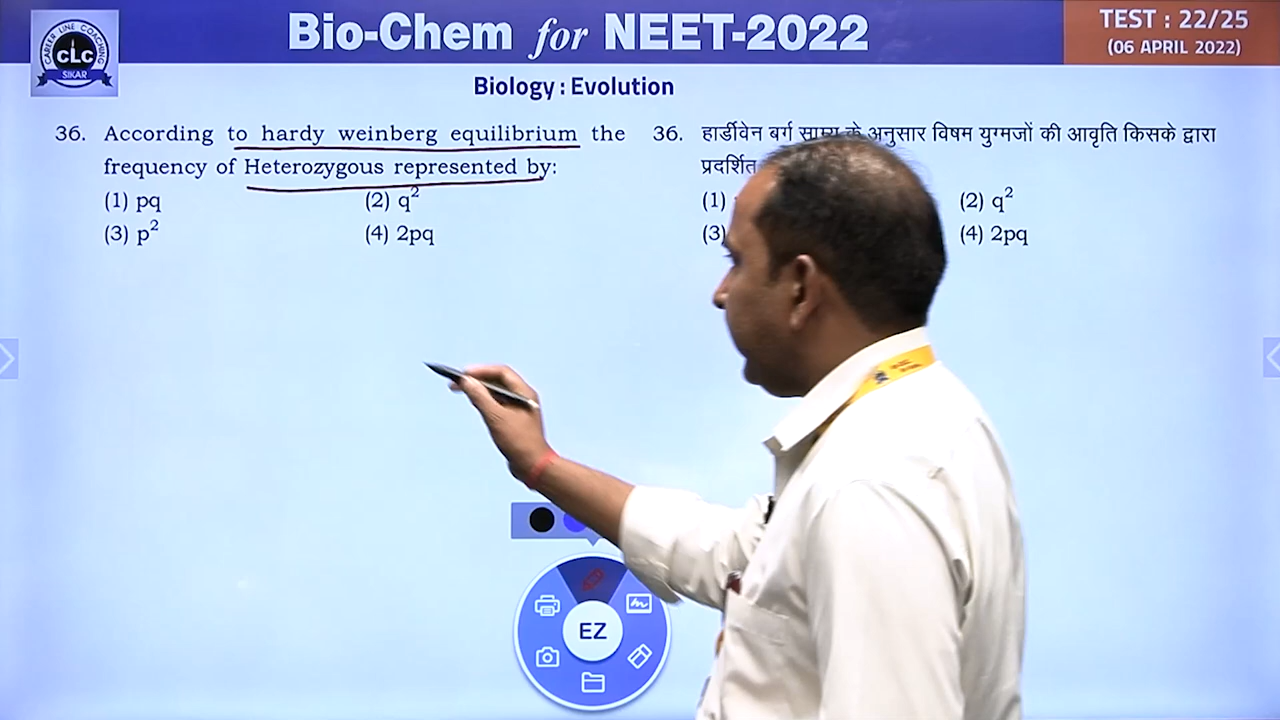 Bio-Chem for NEET-2022
TEST : 22/25
(06 APRIL 2022)
CAREER LINE COACHING
CLC
SIKAR
Biology : Evolution
36. According to hardy weinberg equilibrium the
frequency of Heterozygous represented by:
(1) pq (2) q²
(3) p² (4) 2pq
36. हार्डीवेन बर्ग साम्य के अनुसार विषम युग्मजों की आवृति किसके द्वारा
प्रदर्शित
(1) (2) q²
(3) (4) 2pq
EZ